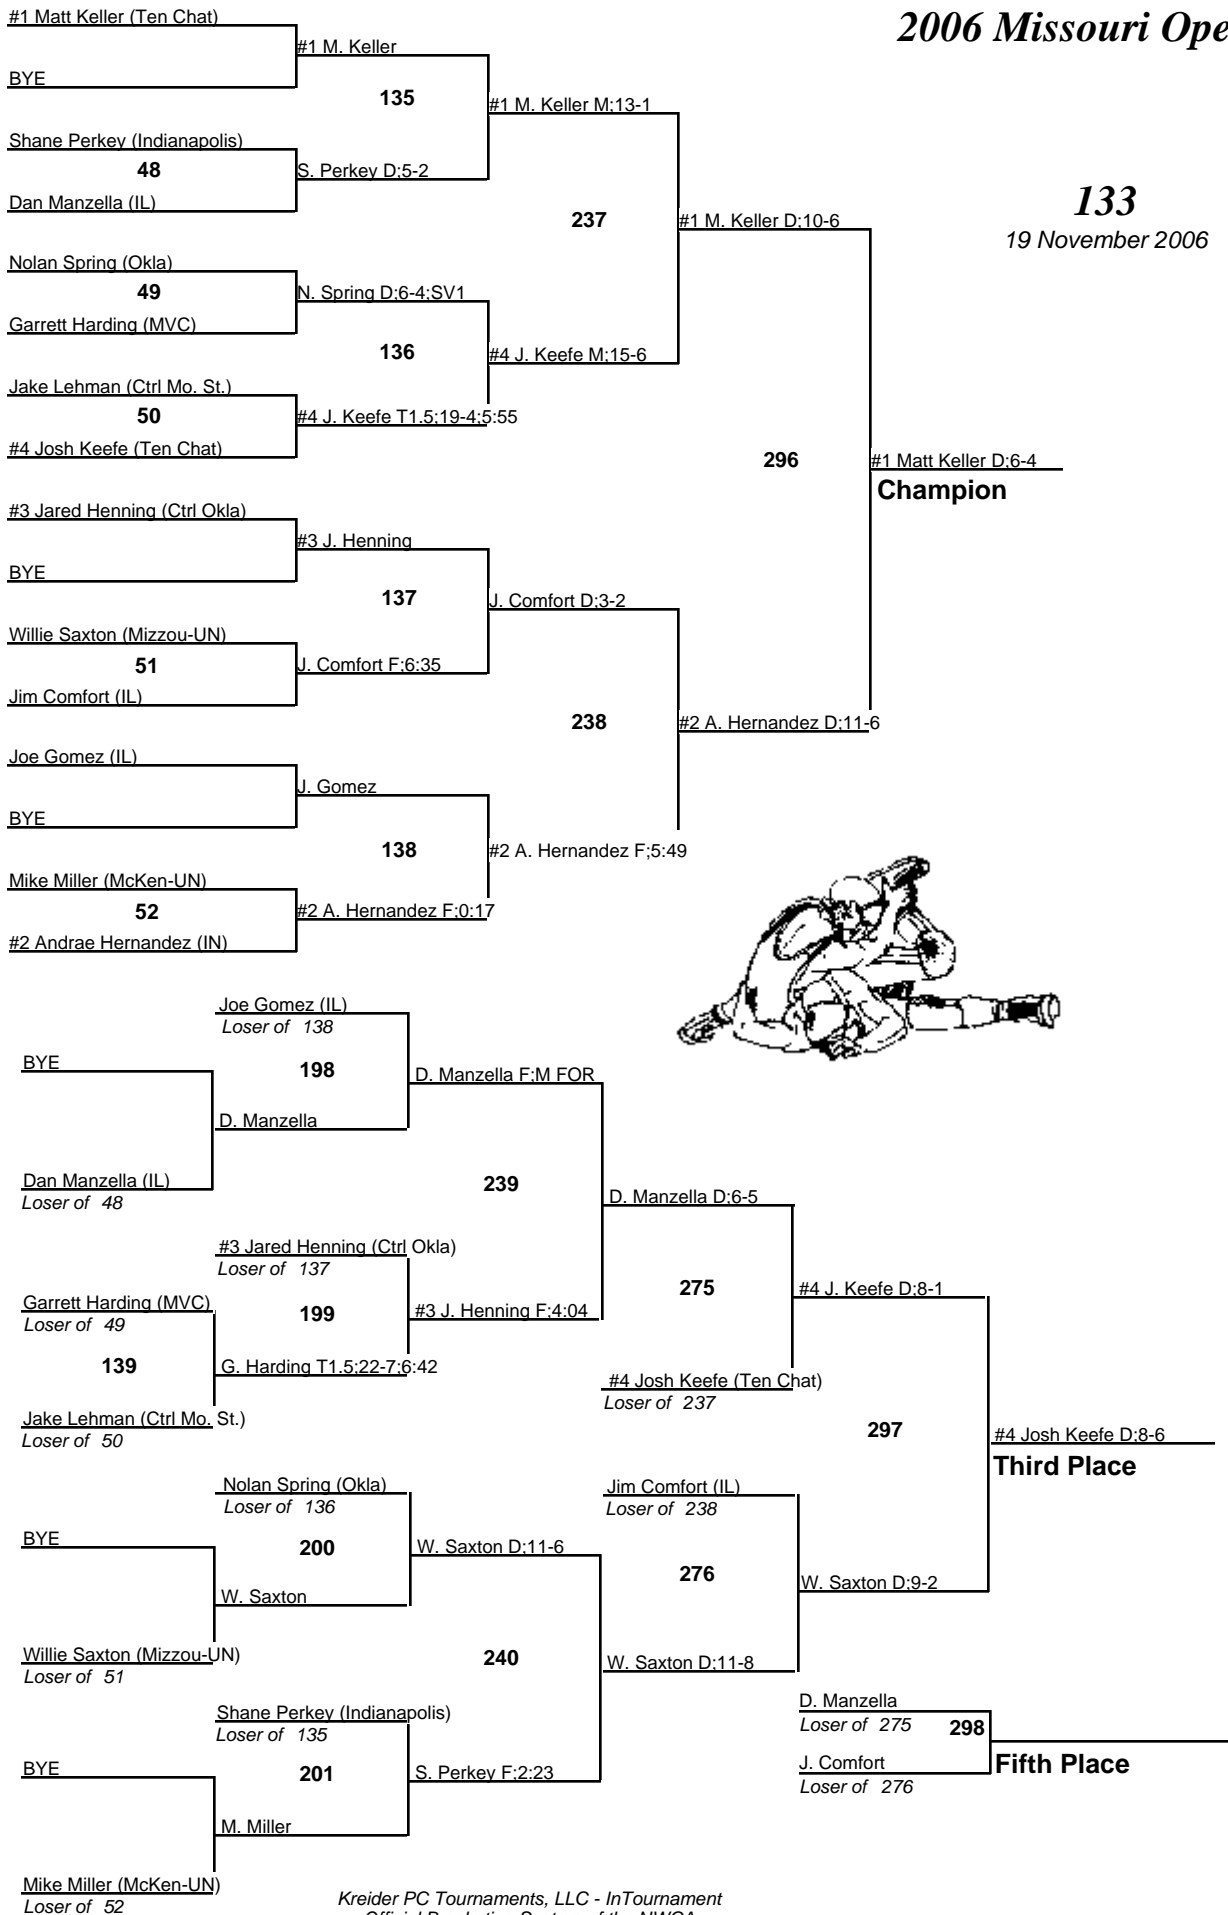 #1 Matt Keller (Ten Chat)
2006 Missouri Ope
#1 M. Keller
BYE
135
#1 M. Keller M;13-1
Shane Perkey (Indianapolis)
48
S. Perkey D;5-2
Dan Manzella (IL)
133
237
#1 M. Keller D;10-6
19 November 2006
Nolan Spring (Okla)
49
N. Spring D;6-4;SV1
Garrett Harding (MVC)
136
#4 J. Keefe M;15-6
Jake Lehman (Ctrl Mo. St.)
50
#4 J. Keefe T1.5;19-4;5:55
#4 Josh Keefe (Ten Chat)
296
#1 Matt Keller D;6-4
Champion
#3 Jared Henning (Ctrl Okla)
#3 J. Henning
BYE
137
J. Comfort D;3-2
Willie Saxton (Mizzou-UN)
51
J. Comfort F;6:35
Jim Comfort (IL)
238
#2 A. Hernandez D;11-6
Joe Gomez (IL)
J. Gomez
BYE
138
#2 A. Hernandez F;5:49
Mike Miller (McKen-UN)
52
#2 A. Hernandez F;0:17
#2 Andrae Hernandez (IN)
Joe Gomez (IL)
Loser of 138
BYE
198
D. Manzella F;M FOR
D. Manzella
Dan Manzella (IL)
Loser of 48
239
D. Manzella D;6-5
#3 Jared Henning (Ctrl Okla)
Loser of 137
275
#4 J. Keefe D;8-1
Garrett Harding (MVC)
Loser of 49
199
#3 J. Henning F;4:04
139
G. Harding T1.5;22-7;6:42
#4 Josh Keefe (Ten Chat)
Loser of 237
Jake Lehman (Ctrl Mo. St.)
Loser of 50
297
#4 Josh Keefe D;8-6
Third Place
Nolan Spring (Okla)
Loser of 136
Jim Comfort (IL)
Loser of 238
BYE
200
W. Saxton D;11-6
276
W. Saxton D;9-2
W. Saxton
Willie Saxton (Mizzou-UN)
Loser of 51
240
W. Saxton D;11-8
Shane Perkey (Indianapolis)
Loser of 135
D. Manzella
Loser of 275
298
BYE
201
S. Perkey F;2:23
J. Comfort
Loser of 276
Fifth Place
M. Miller
Mike Miller (McKen-UN)
Loser of 52
Kreider PC Tournaments, LLC - InTournament